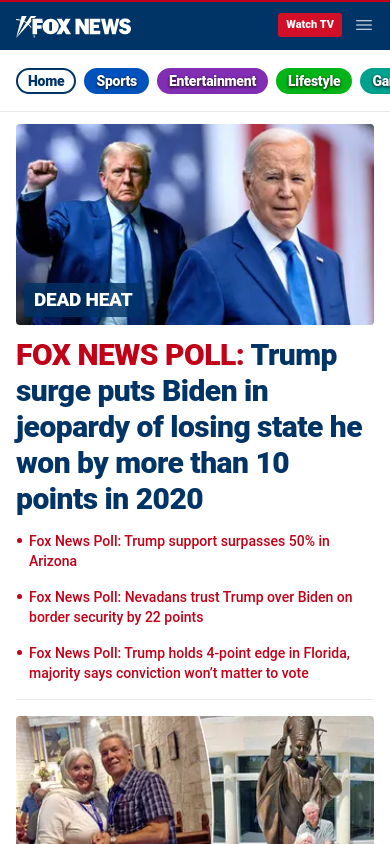 FOX NEWS
Watch TV
Home
Sports
Entertainment
Lifestyle
DEAD HEAT
FOX NEWS POLL: Trump
surge puts Biden in
jeopardy of losing state he
won by more than 10
points in 2020
• Fox News Poll: Trump support surpasses 50% in
Arizona
• Fox News Poll: Nevadans trust Trump over Biden on
border security by 22 points
• Fox News Poll: Trump holds 4-point edge in Florida,
majority says conviction won’t matter to vote